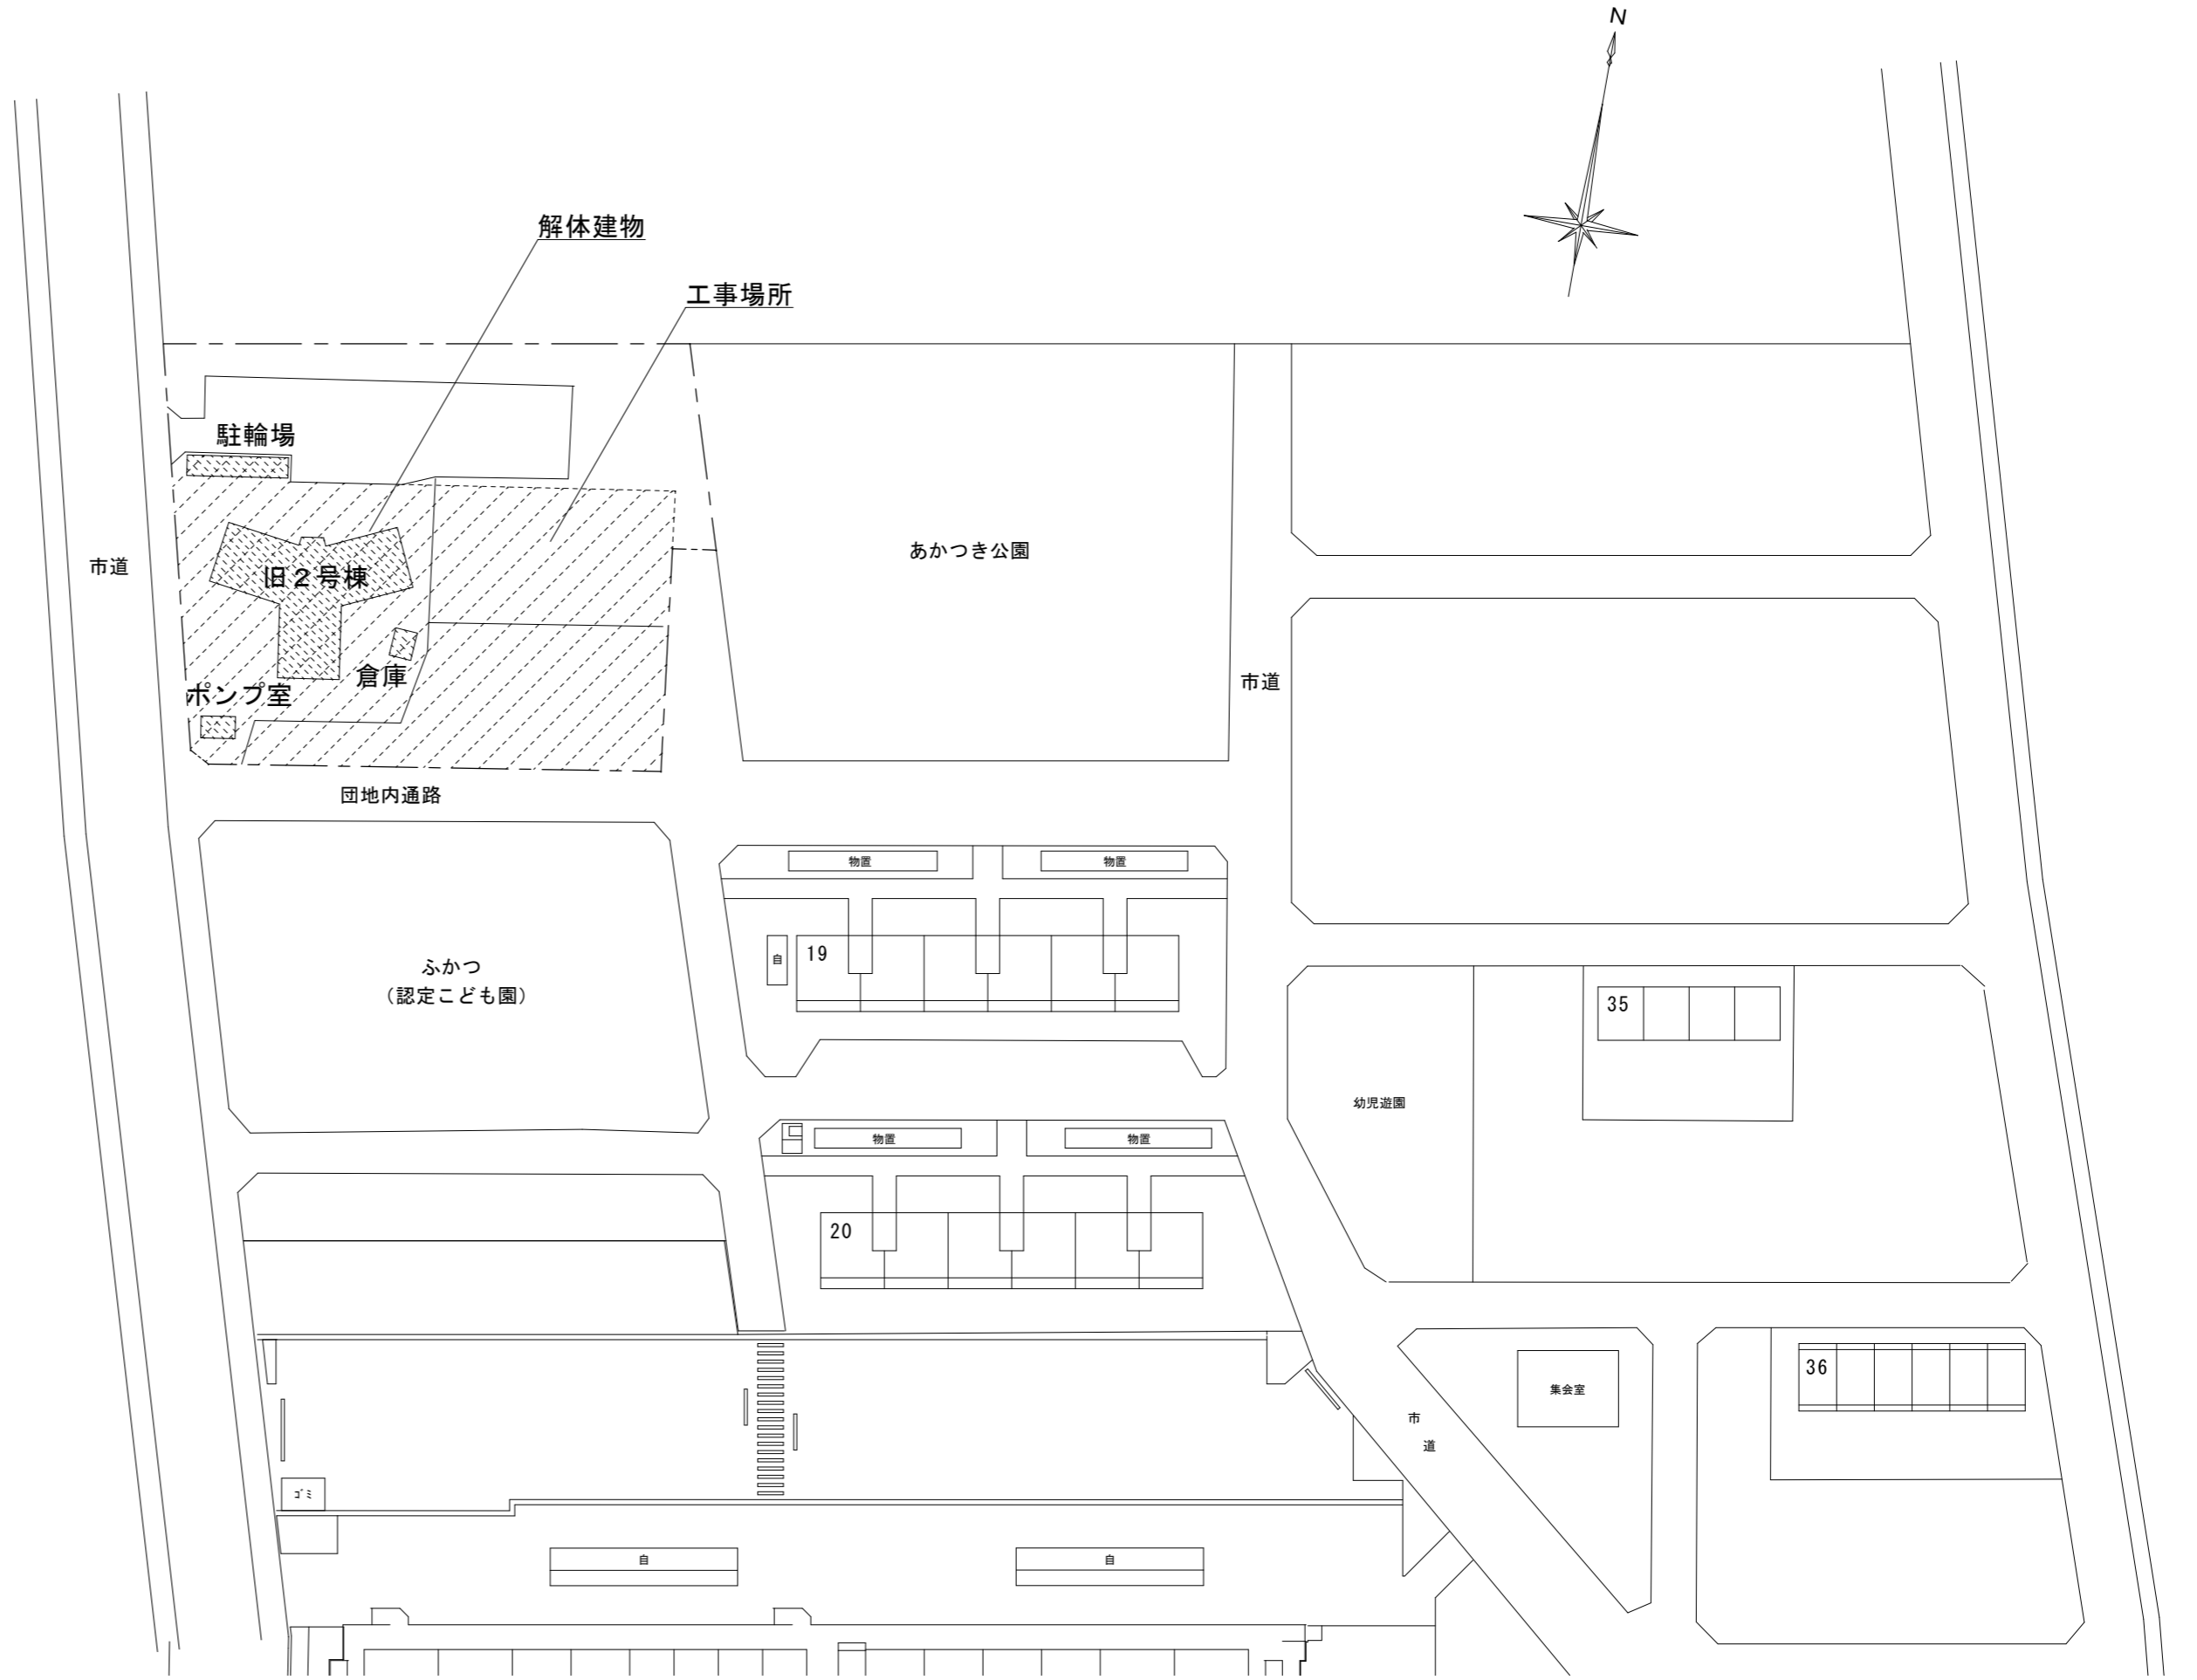 N
解体建物
工事場所
駐輪場
市道
旧２号棟
あかつき公園
倉庫
ポンプ室
市道
団地内通路
物置
物置
自
19
ふかつ
（認定こども園）
35
幼児遊園
物置
物置
20
36
集会室
市
道
ｺﾞﾐ
自
自